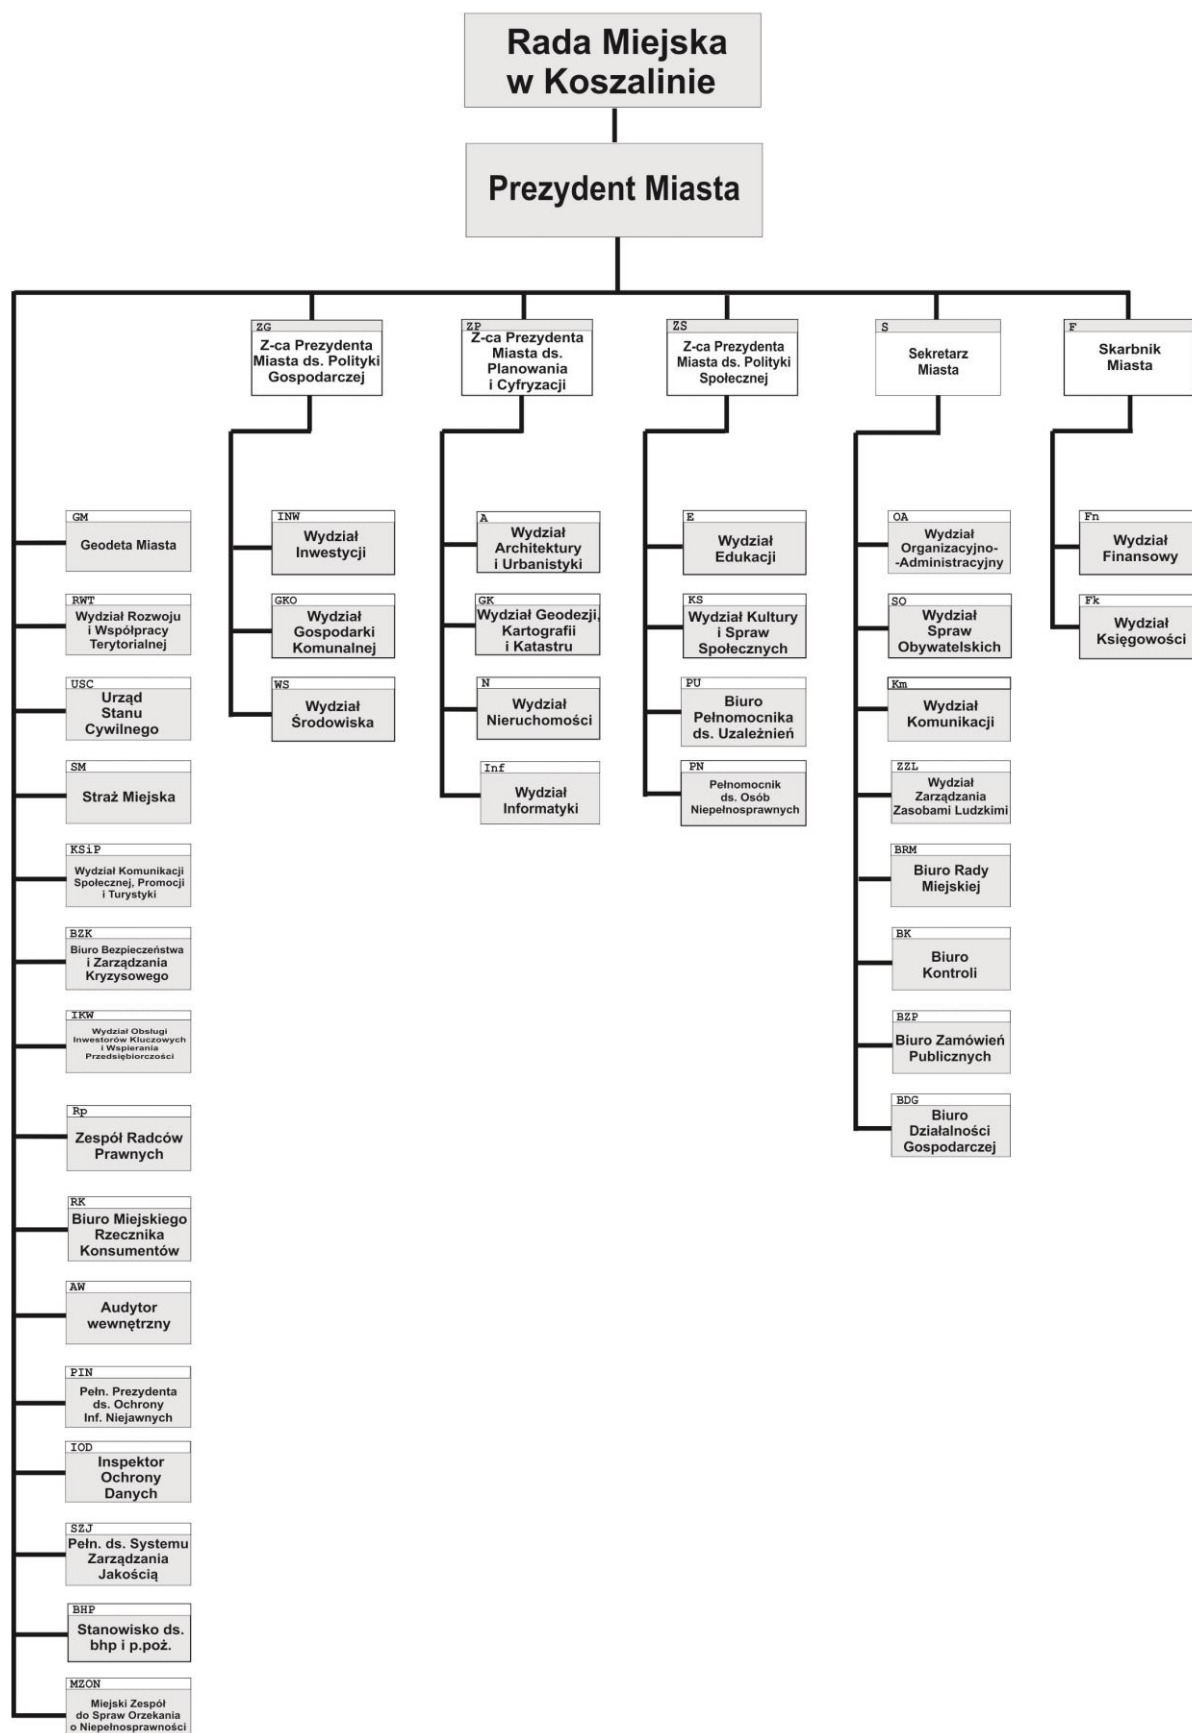 Rada Miejska
w Koszalinie
Prezydent Miasta
ZG
Z-ca Prezydenta
Miasta ds. Polityki
Gospodarczej
ZP
Z-ca Prezydenta
Miasta ds.
Planowania
i Cyfryzacji
ZS
Z-ca Prezydenta
Miasta ds. Polityki
Społecznej
S
Sekretarz
Miasta
F
Skarbnik
Miasta
GM
Geodeta Miasta
RWT
Wydział Rozwoju
i Współpracy
Terytorialnej
USC
Urząd
Stanu
Cywilnego
SM
Straż Miejska
KSiP
Wydział Komunikacji
Społecznej, Promocji
i Turystyki
BZK
Biuro Bezpieczeństwa
i Zarządzania
Kryzysowego
IKW
Wydział Obsługi
Inwestorów Kluczowych
i Wspierania
Przedsiębiorczości
Rp
Zespół Radców
Prawnych
RK
Biuro Miejskiego
Rzecznika
Konsumentów
AW
Audytor
wewnętrzny
PIN
Pełn. Prezydenta
ds. Ochrony
Inf. Niejawnych
IOD
Inspektor
Ochrony
Danych
SZJ
Pełn. ds. Systemu
Zarządzania
Jakością
BHP
Stanowisko ds.
bhp i p.poż.
MZON
Miejski Zespół
do Spraw Orzekania
o Niepełnosprawności
INW
Wydział
Inwestycji
GKO
Wydział
Gospodarki
Komunalnej
WS
Wydział
Środowiska
A
Wydział
Architektury
i Urbanistyki
GK
Wydział Geodezji,
Kartografii
i Katastru
N
Wydział
Nieruchomości
Inf
Wydział
Informatyki
E
Wydział
Edukacji
KS
Wydział Kultury
i Spraw
Społecznych
PU
Biuro
Pełnomocnika
ds. Uzależnień
PN
Pełnomocnik
ds. Osób
Niepełnosprawnych
OA
Wydział
Organizacyjno-
-Administracyjny
SO
Wydział
Spraw
Obywatelskich
Km
Wydział
Komunikacji
ZZL
Wydział
Zarządzania
Zasobami Ludzkimi
BRM
Biuro Rady
Miejskiej
BK
Biuro
Kontroli
BZP
Biuro Zamówień
Publicznych
BDG
Biuro
Działalności
Gospodarczej
Fn
Wydział
Finansowy
Fk
Wydział
Księgowości